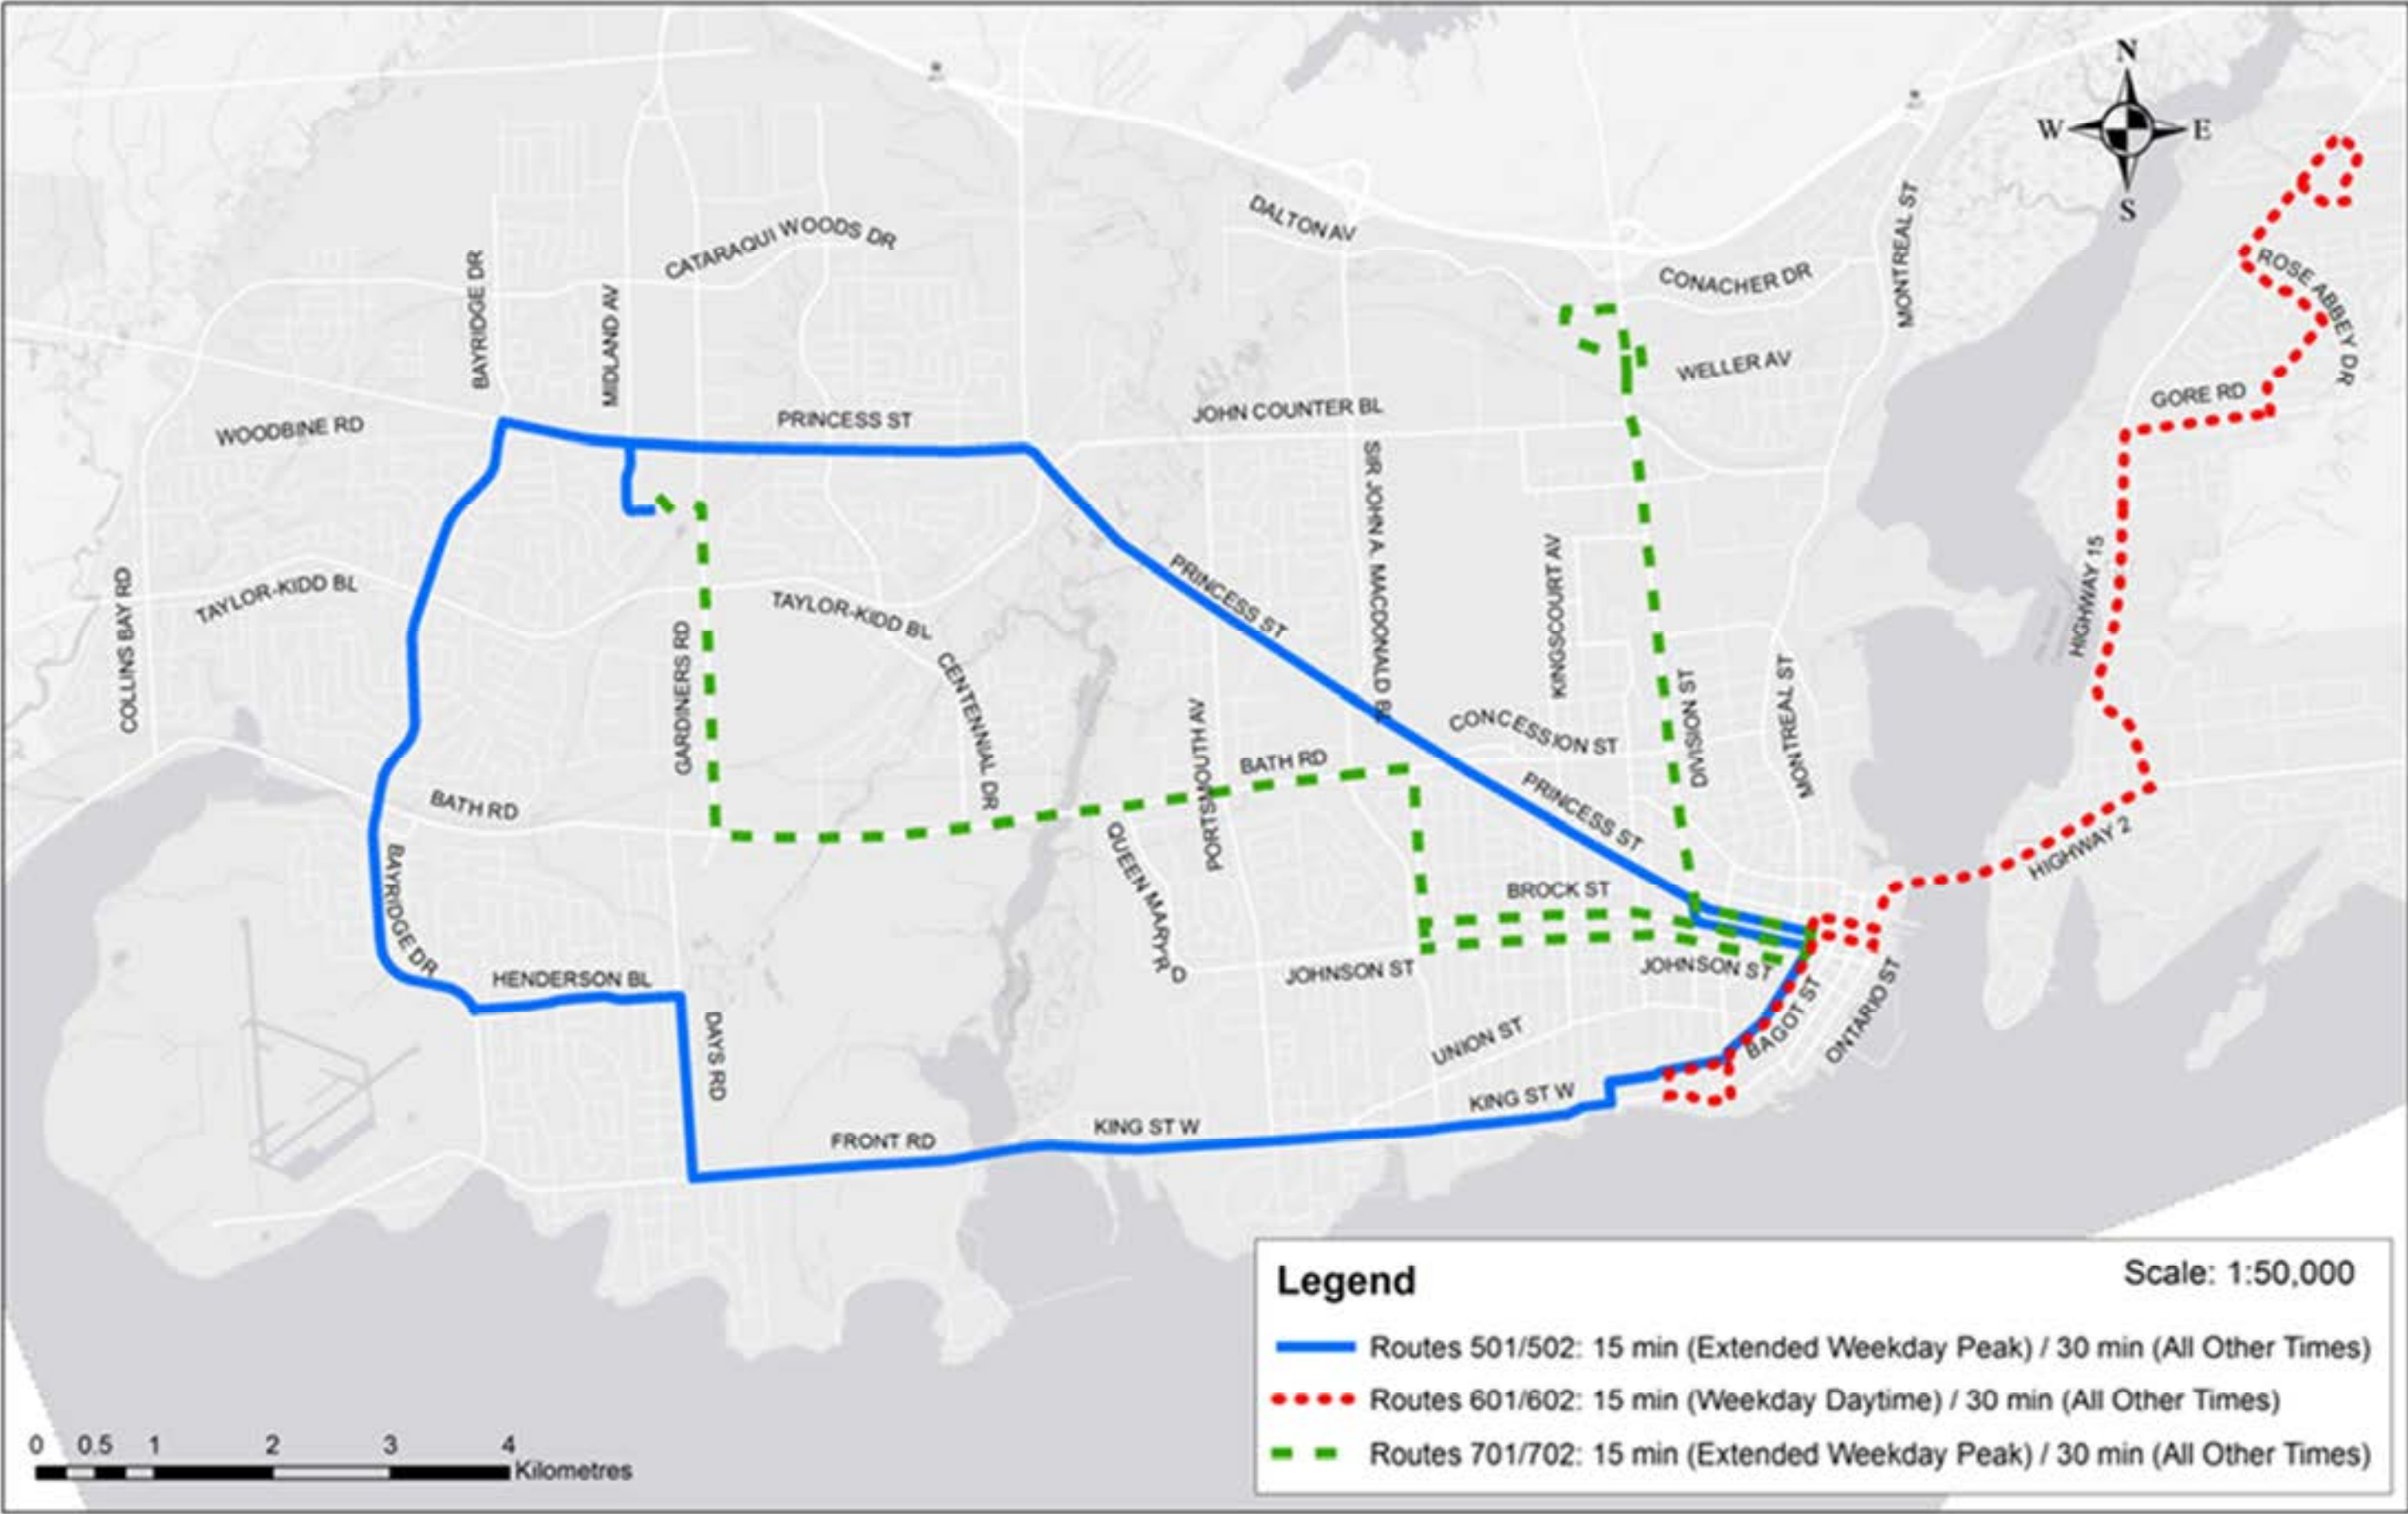 N
W E
S
MONTREAL ST
DALTON AV
CATARAQUI WOODS DR
CONACHER DR
ROSE ABBEY DR
BAYRIDGE DR
MIDLAND AV
WELLER AV
GORE RD
WOODBINE RD
PRINCESS ST
JOHN COUNTER BL
SIR JOHN A. MACDONALD BL
HIGHWAY 15
KINGSCOURT AV
COLLINS BAY RD
TAYLOR-KIDD BL
TAYLOR-KIDD BL
PRINCESS ST
GARDINERS RD
CENTENNIAL DR
PORTSMOUTH AV
CONCESSION ST
DIVISION ST
MONTREAL ST
BATH RD
BATH RD
PRINCESS ST
HIGHWAY 2
QUEEN MARY RD
BAYRIDGE DR
BROCK ST
HENDERSON BL
JOHNSON ST
JOHNSON ST
BAGOT ST
ONTARIO ST
DAYS RD
UNION ST
KING ST W
KING ST W
FRONT RD
Legend
Scale: 1:50,000
Routes 501/502: 15 min (Extended Weekday Peak) / 30 min (All Other Times)
Routes 601/602: 15 min (Weekday Daytime) / 30 min (All Other Times)
Routes 701/702: 15 min (Extended Weekday Peak) / 30 min (All Other Times)
0 0.5 1 2 3 4
Kilometres